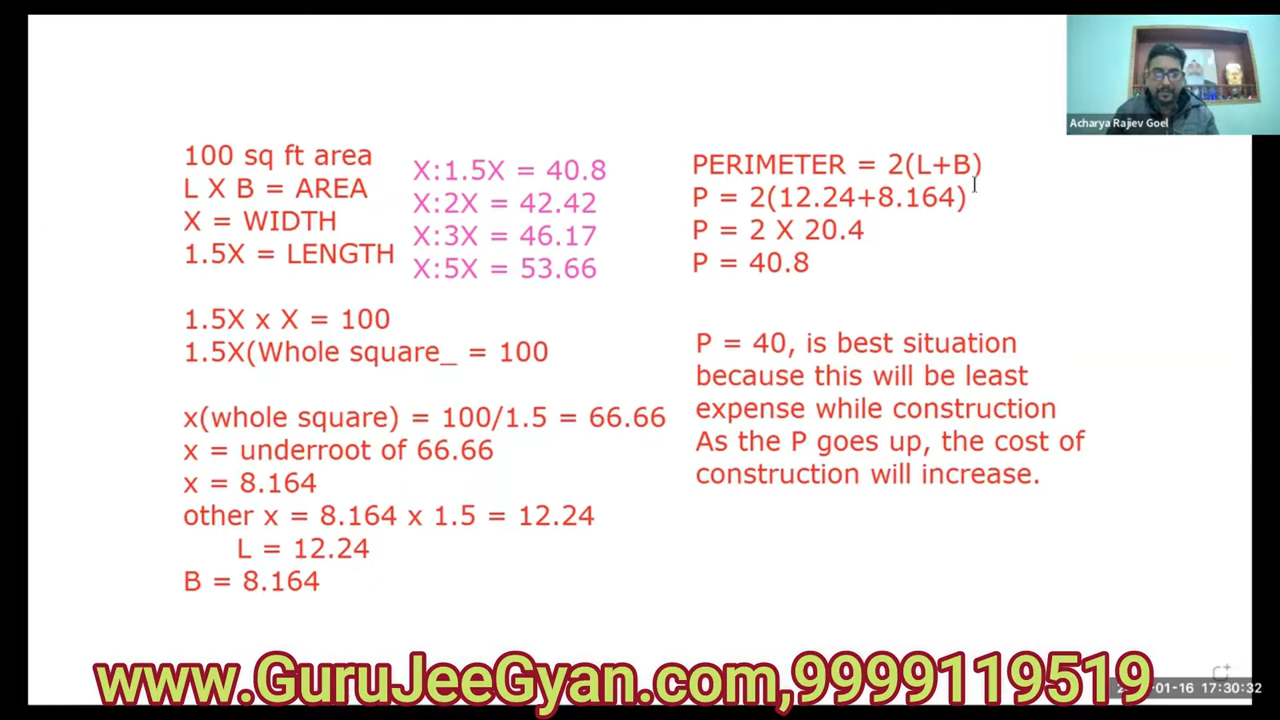 Acharya Rajiev Goel
100 sq ft area
L X B = AREA
X = WIDTH
1.5X = LENGTH
X:1.5X = 40.8
X:2X = 42.42
X:3X = 46.17
X:5X = 53.66
1.5X x X = 100
1.5X(Whole square_ = 100
x(whole square) = 100/1.5 = 66.66
x = underroot of 66.66
x = 8.164
other x = 8.164 x 1.5 = 12.24
L = 12.24
B = 8.164
PERIMETER = 2(L+B)
P = 2(12.24+8.164)
P = 2 X 20.4
P = 40.8
P = 40, is best situation
because this will be least
expense while construction
As the P goes up, the cost of
construction will increase.
www.GuruJeeGyan.com,9999119519
-01-16 17:30:32